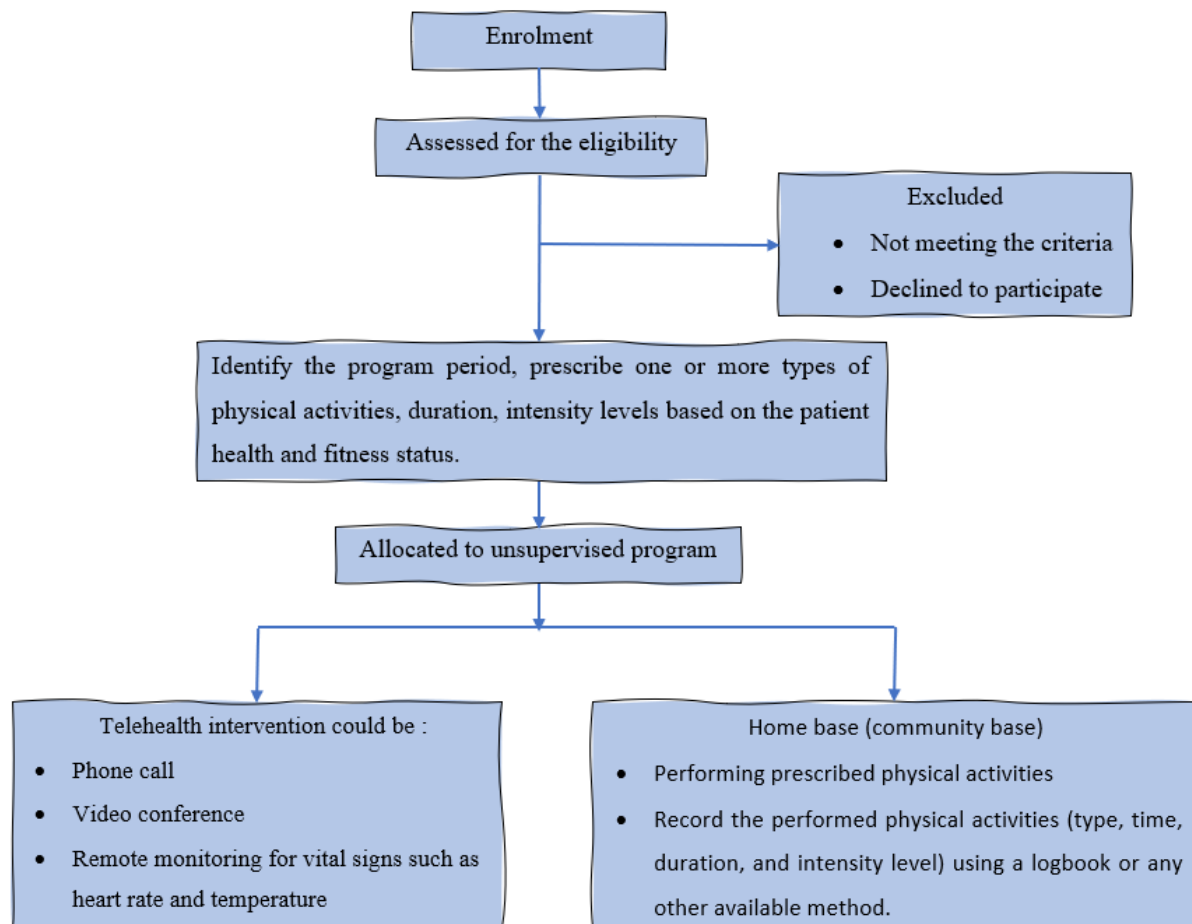 Enrolment
Assessed for the eligibility
Excluded
• Not meeting the criteria
• Declined to participate
Identify the program period, prescribe one or more types of
physical activities, duration, intensity levels based on the patient
health and fitness status.
Allocated to unsupervised program
Telehealth intervention could be :
• Phone call
• Video conference
• Remote monitoring for vital signs such as
heart rate and temperature
Home base (community base)
• Performing prescribed physical activities
• Record the performed physical activities (type, time,
duration, and intensity level) using a logbook or any
other available method.